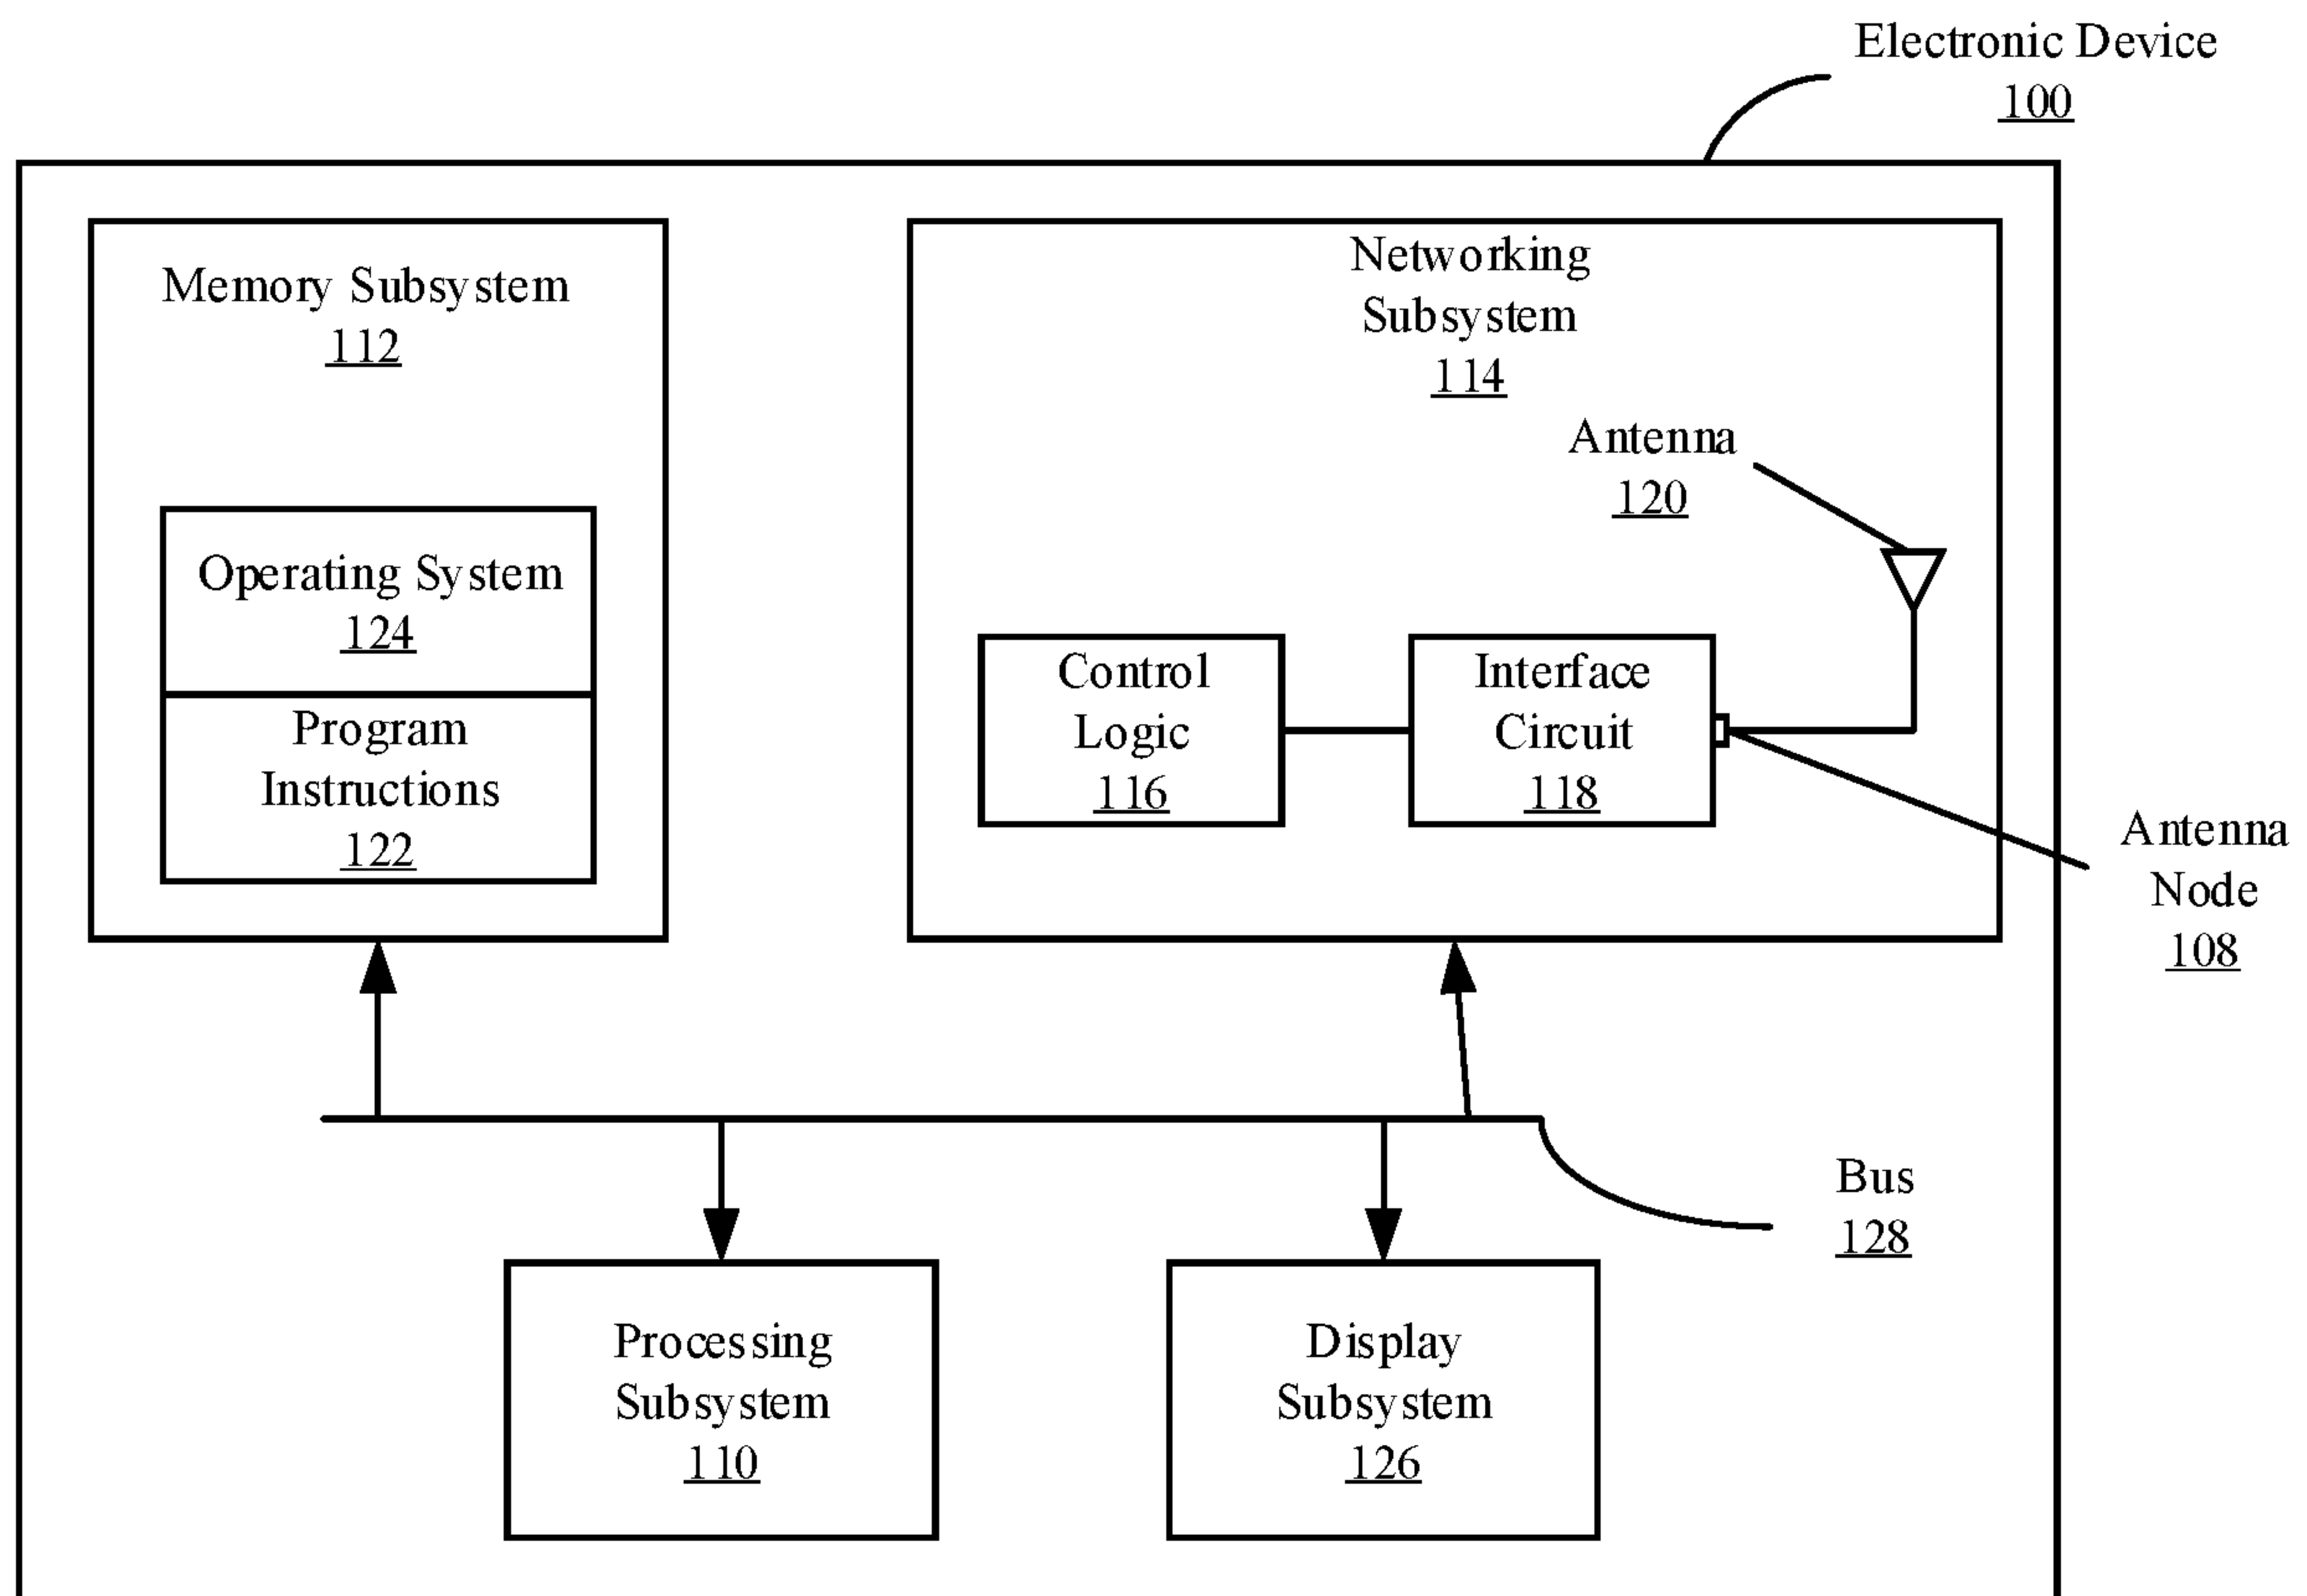 Electronic Device
100
Memory Subsystem
112
Networking
Subsystem
114
Antenna
120
Operating System
124
Program
Instructions
122
Control
Logic
116
Interface
Circuit
118
Antenna
Node
108
Bus
128
Processing
Subsystem
110
Display
Subsystem
126